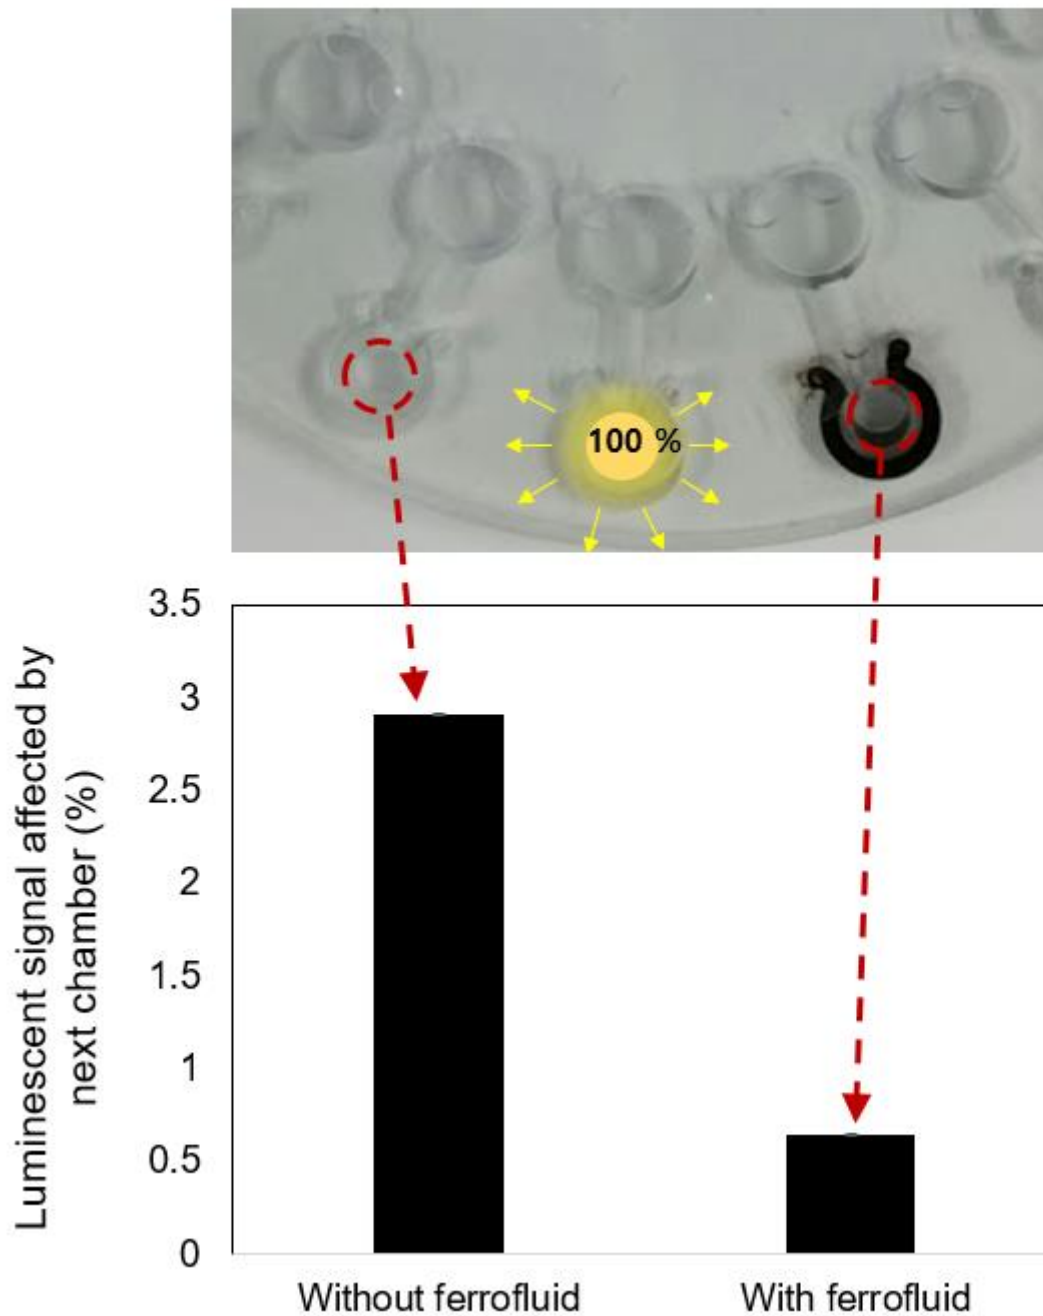 100 %
3.5
3
2.5
2
1.5
1
0.5
0
Luminescent signal affected by
next chamber (%)
Without ferrofluid
With ferrofluid